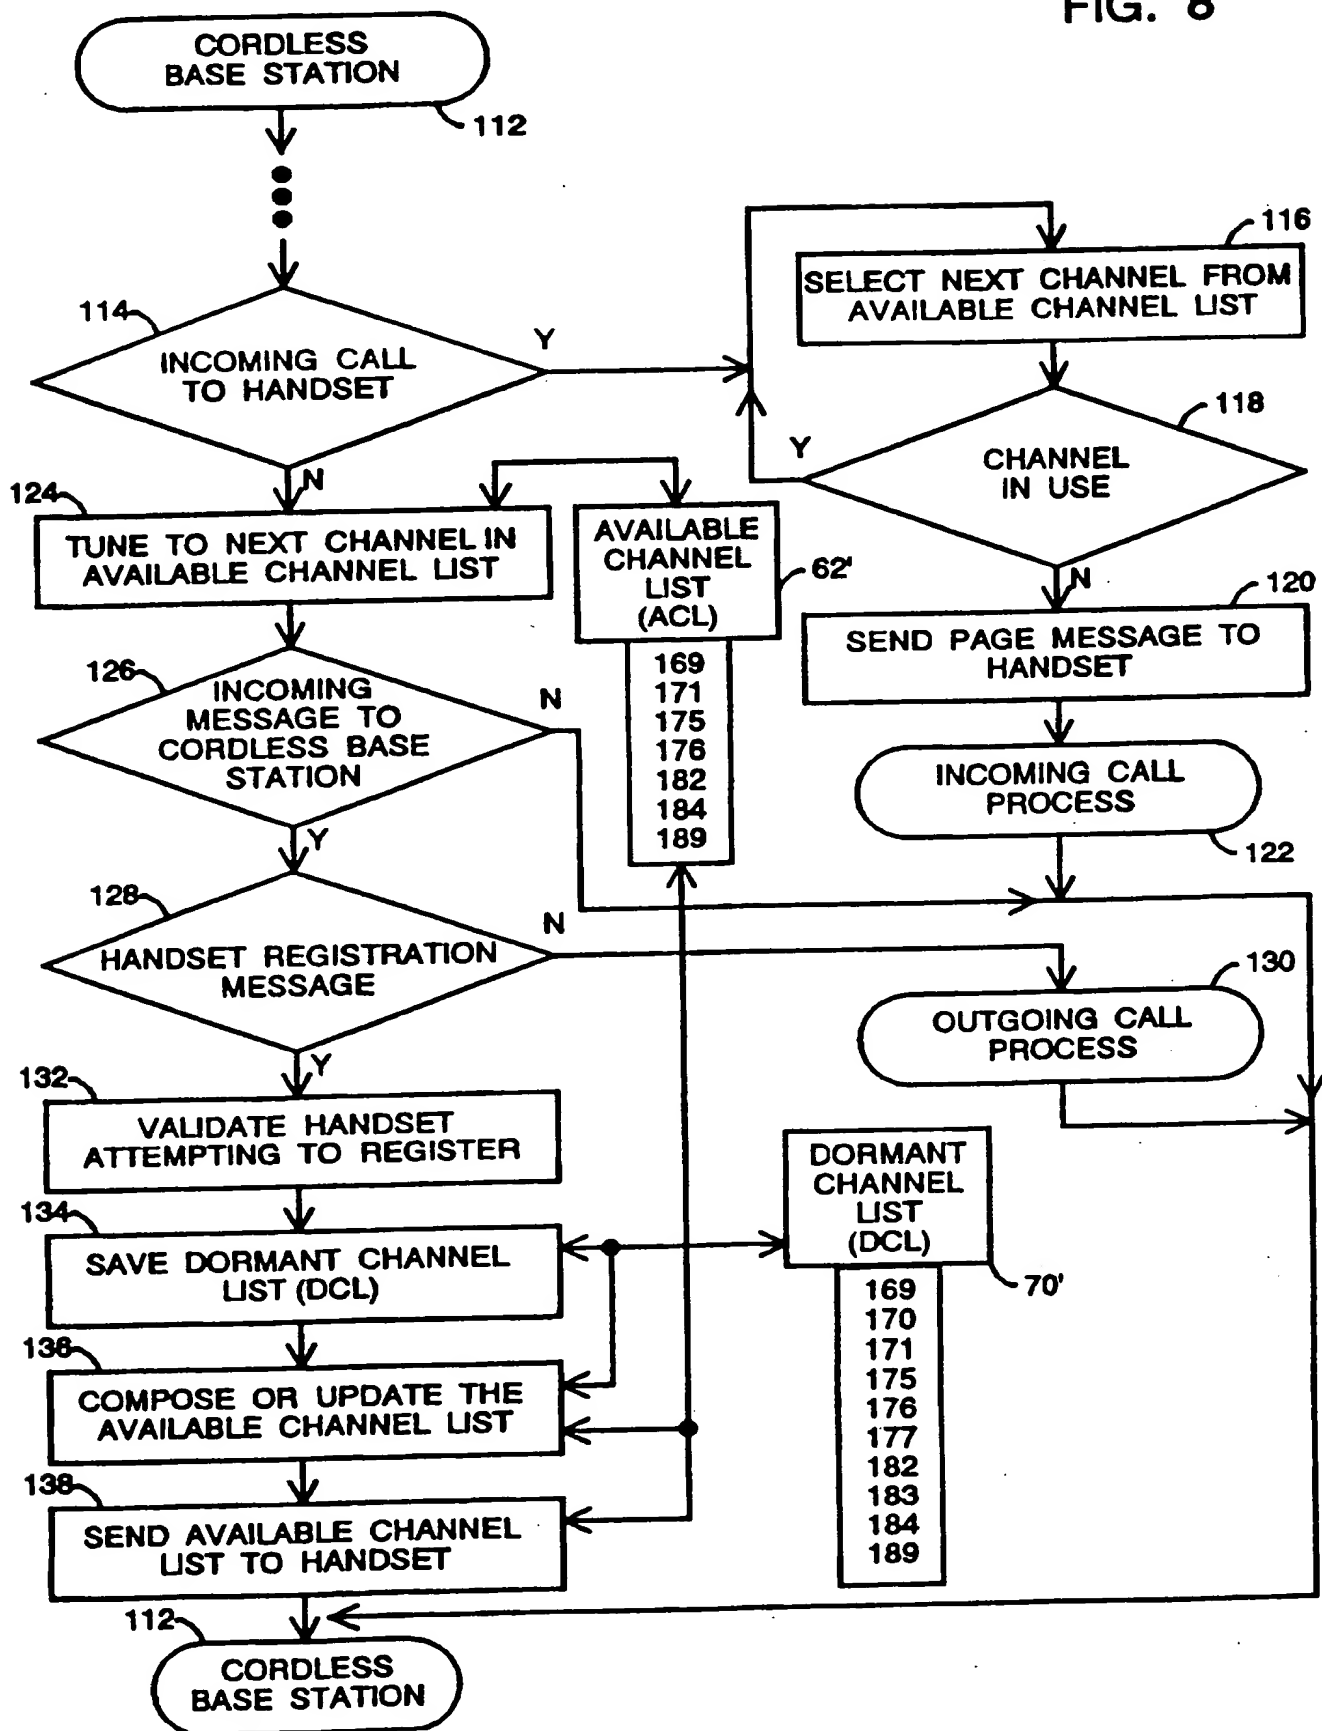 FIG. 8
CORDLESS
BASE STATION
112
114
INCOMING CALL
TO HANDSET
Y
N
116
SELECT NEXT CHANNEL FROM
AVAILABLE CHANNEL LIST
118
CHANNEL
IN USE
Y
N
120
SEND PAGE MESSAGE TO
HANDSET
INCOMING CALL
PROCESS
122
124
TUNE TO NEXT CHANNEL IN
AVAILABLE CHANNEL LIST
AVAILABLE
CHANNEL
LIST
(ACL)
62'
169
171
175
176
182
184
189
126
INCOMING
MESSAGE TO
CORDLESS BASE
STATION
N
Y
128
HANDSET REGISTRATION
MESSAGE
N
Y
130
OUTGOING CALL
PROCESS
132
VALIDATE HANDSET
ATTEMPTING TO REGISTER
134
SAVE DORMANT CHANNEL
LIST (DCL)
DORMANT
CHANNEL
LIST
(DCL)
70'
169
170
171
175
176
177
182
183
184
189
136
COMPOSE OR UPDATE THE
AVAILABLE CHANNEL LIST
138
SEND AVAILABLE CHANNEL
LIST TO HANDSET
112
CORDLESS
BASE STATION